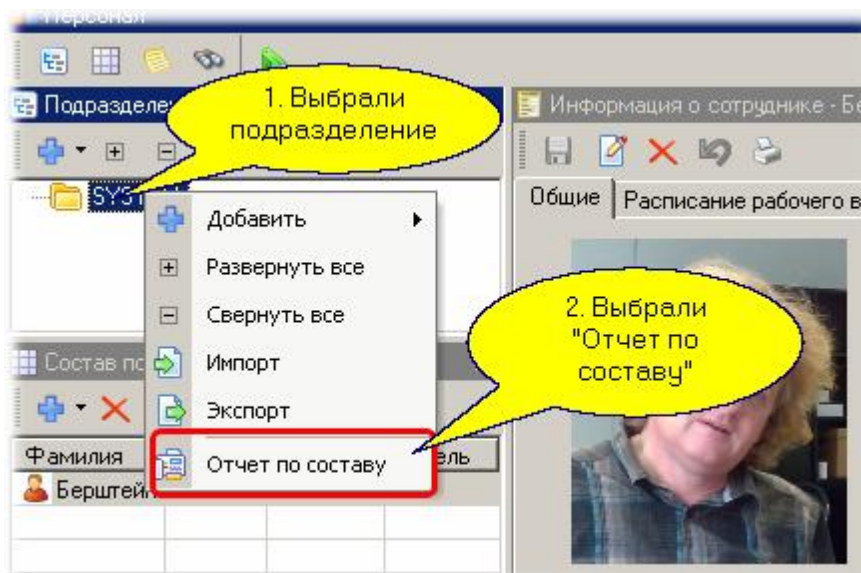 Персонал
1. Выбрали
подразделение
Подразделе
Информация о сотруднике - Бе
SYST
Общие
Расписание рабочего в
Добавить
Развернуть все
Свернуть все
Импорт
Экспорт
Отчет по составу
2. Выбрали
"Отчет по
составу"
Состав по
Фамилия
ель
Берштейн